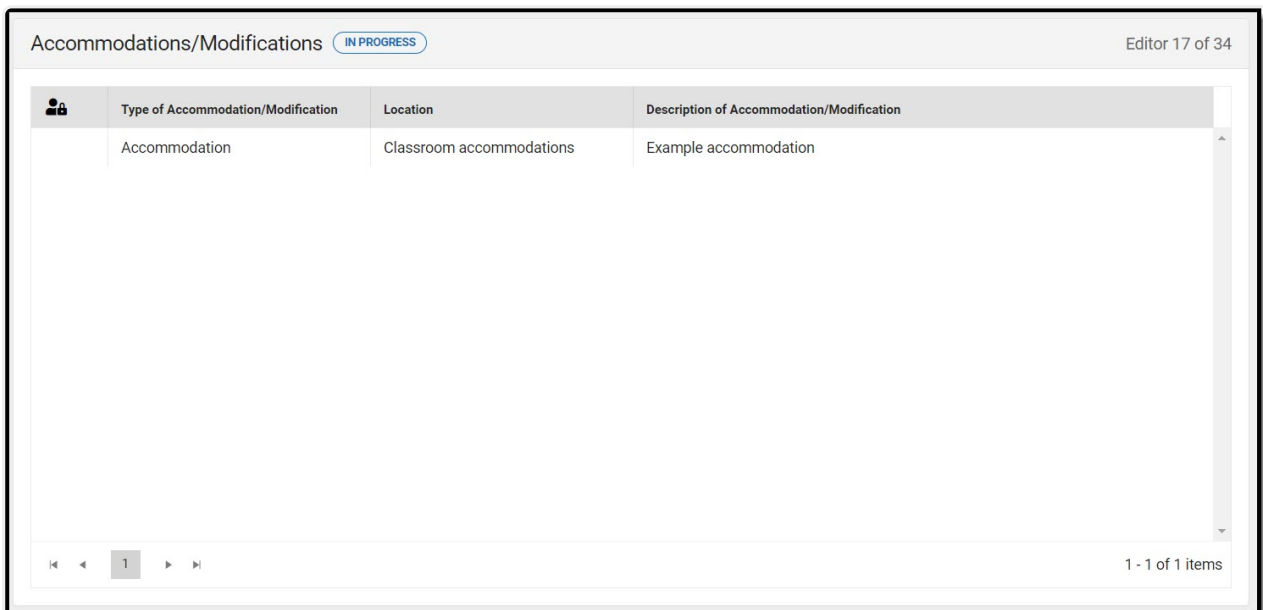 Accommodations/Modifications IN PROGRESS Editor 17 of 34
Type of Accommodation/Modification Location Description of Accommodation/Modification
Accommodation Classroom accommodations Example accommodation
1 1 - 1 of 1 items